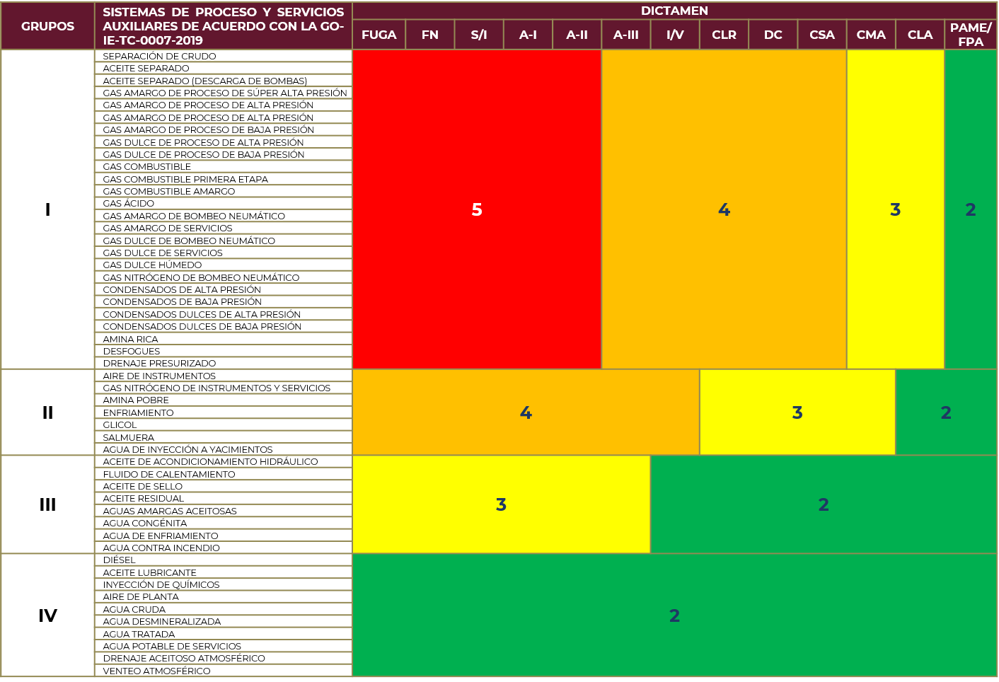 GRUPOS
SISTEMAS DE PROCESO Y SERVICIOS
AUXILIARES DE ACUERDO CON LA GO-
IE-TC-0007-2019
DICTAMEN
FUGA FN S/I A-I A-II A-III I/V CLR DC CSA CMA CLA PAME/
FPA
I
SEPARACIÓN DE CRUDO
ACEITE SEPARADO
ACEITE SEPARADO (DESCARGA DE BOMBAS)
GAS AMARGO DE PROCESO DE SÚPER ALTA PRESIÓN
GAS AMARGO DE PROCESO DE ALTA PRESIÓN
GAS AMARGO DE PROCESO DE ALTA PRESIÓN
GAS AMARGO DE PROCESO DE BAJA PRESIÓN
GAS DULCE DE PROCESO DE ALTA PRESIÓN
GAS DULCE DE PROCESO DE BAJA PRESIÓN
GAS COMBUSTIBLE
GAS COMBUSTIBLE PRIMERA ETAPA
GAS COMBUSTIBLE AMARGO
GAS ÁCIDO
GAS AMARGO DE BOMBEO NEUMÁTICO
GAS AMARGO DE SERVICIOS
GAS DULCE DE BOMBEO NEUMÁTICO
GAS DULCE DE SERVICIOS
GAS DULCE HÚMEDO
GAS NITRÓGENO DE BOMBEO NEUMÁTICO
CONDENSADOS DE ALTA PRESIÓN
CONDENSADOS DE BAJA PRESIÓN
CONDENSADOS DULCES DE ALTA PRESIÓN
CONDENSADOS DULCES DE BAJA PRESIÓN
AMINA RICA
DESFOGUES
DRENAJE PRESURIZADO
5 4 3 2
II
AIRE DE INSTRUMENTOS
GAS NITRÓGENO DE INSTRUMENTOS Y SERVICIOS
AMINA POBRE
ENFRIAMIENTO
GLICOL
SALMUERA
AGUA DE INYECCIÓN A YACIMIENTOS
4 3 2
III
ACEITE DE ACONDICIONAMIENTO HIDRÁULICO
FLUIDO DE CALENTAMIENTO
ACEITE DE SELLO
ACEITE RESIDUAL
AGUAS AMARGAS ACEITOSAS
AGUA CONGÉNITA
AGUA DE ENFRIAMIENTO
AGUA CONTRA INCENDIO
3 2
IV
DIÉSEL
ACEITE LUBRICANTE
INYECCIÓN DE QUÍMICOS
AIRE DE PLANTA
AGUA CRUDA
AGUA DESMINERALIZADA
AGUA TRATADA
AGUA POTABLE DE SERVICIOS
DRENAJE ACEITOSO ATMOSFÉRICO
VENTEO ATMOSFÉRICO
2